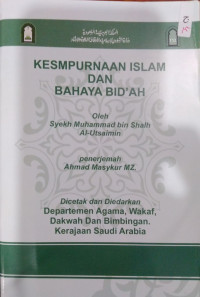 KESMPURNAAN ISLAM
DAN
BAHAYA BID'AH
Oleh
Syekh Muhammad bin Shalh
Al-Utsaimin
penerjemah
Ahmad Masykur MZ.
Dicetak dan Diedarkan
Departemen Agama, Wakaf,
Dakwah Dan Bimbingan.
Kerajaan Saudi Arabia